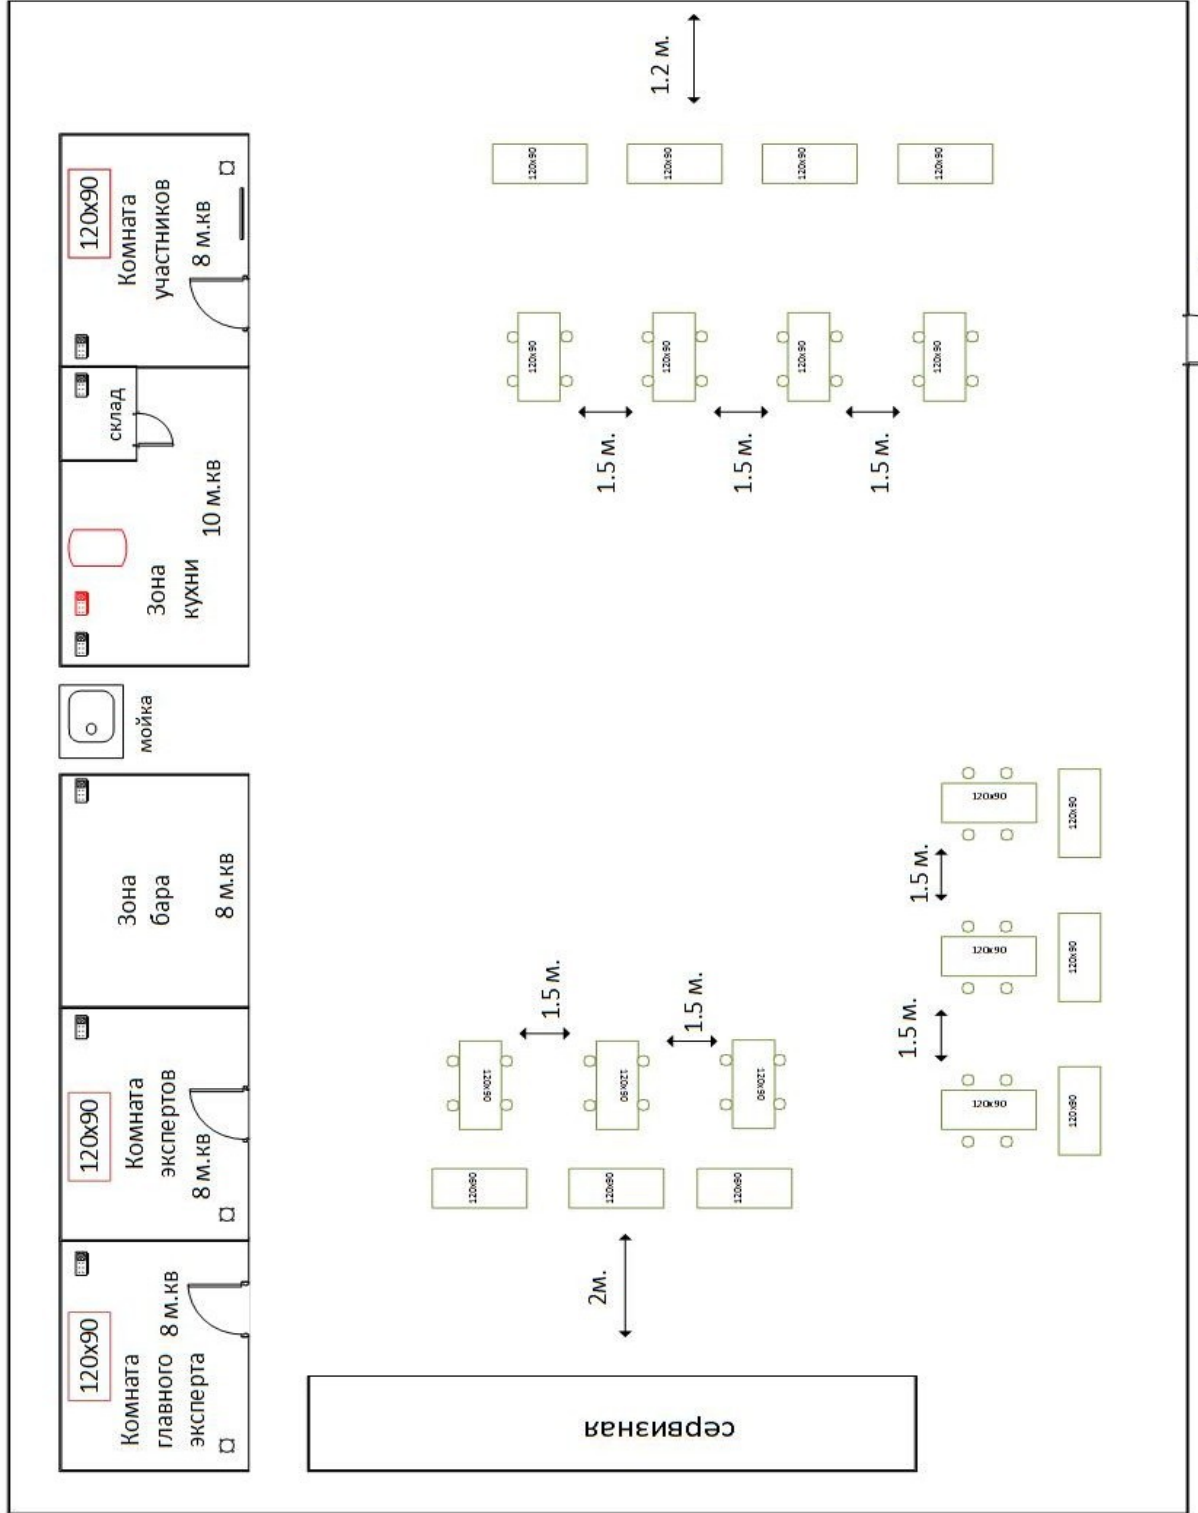 120x90
Комната
главного
эксперта
8 м.кв
120x90
Комната
экспертов
8 м.кв
Зона
бара
8 м.кв
мойка
Зона
кухни
10 м.кв
склад
120x90
Комната
участников
8 м.кв
сервизная
2м.
120x90
120x90
120x90
120x90
120x90
120x90
1.5 м.
1.5 м.
120x90
120x90
120x90
120x90
120x90
120x90
1.5 м.
1.5 м.
120x90
120x90
120x90
120x90
1.5 м.
1.5 м.
1.5 м.
120x90
120x90
120x90
120x90
1.2 м.